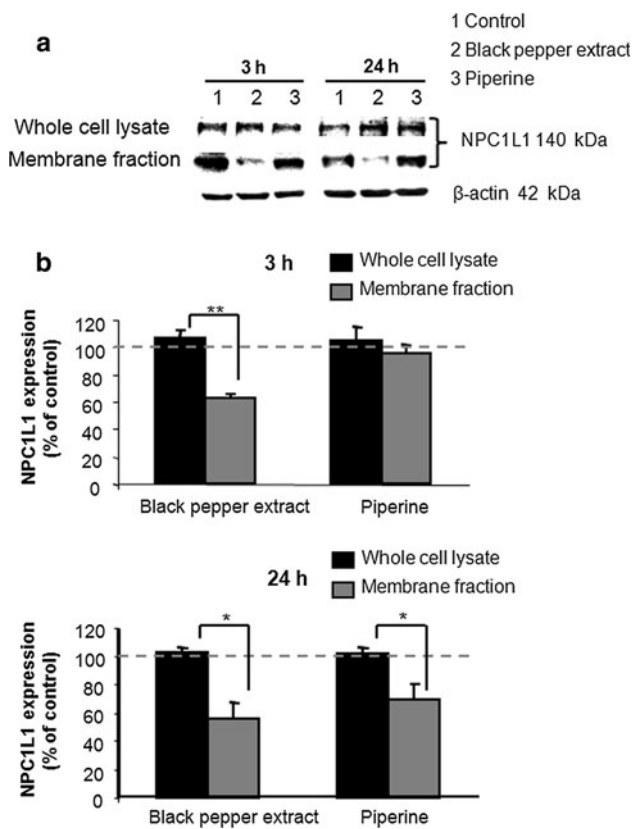 a
1 Control
2 Black pepper extract
3 Piperine
3 h 24 h
1 2 3 1 2 3
Whole cell lysate
Membrane fraction
NPC1L1 140 kDa
β-actin 42 kDa
b
3 h
Whole cell lysate
Membrane fraction
NPC1L1 expression
(% of control)
120
100
80
60
40
20
0
**
Black pepper extract
Piperine
24 h
Whole cell lysate
Membrane fraction
NPC1L1 expression
(% of control)
120
100
80
60
40
20
0
*
*
Black pepper extract
Piperine